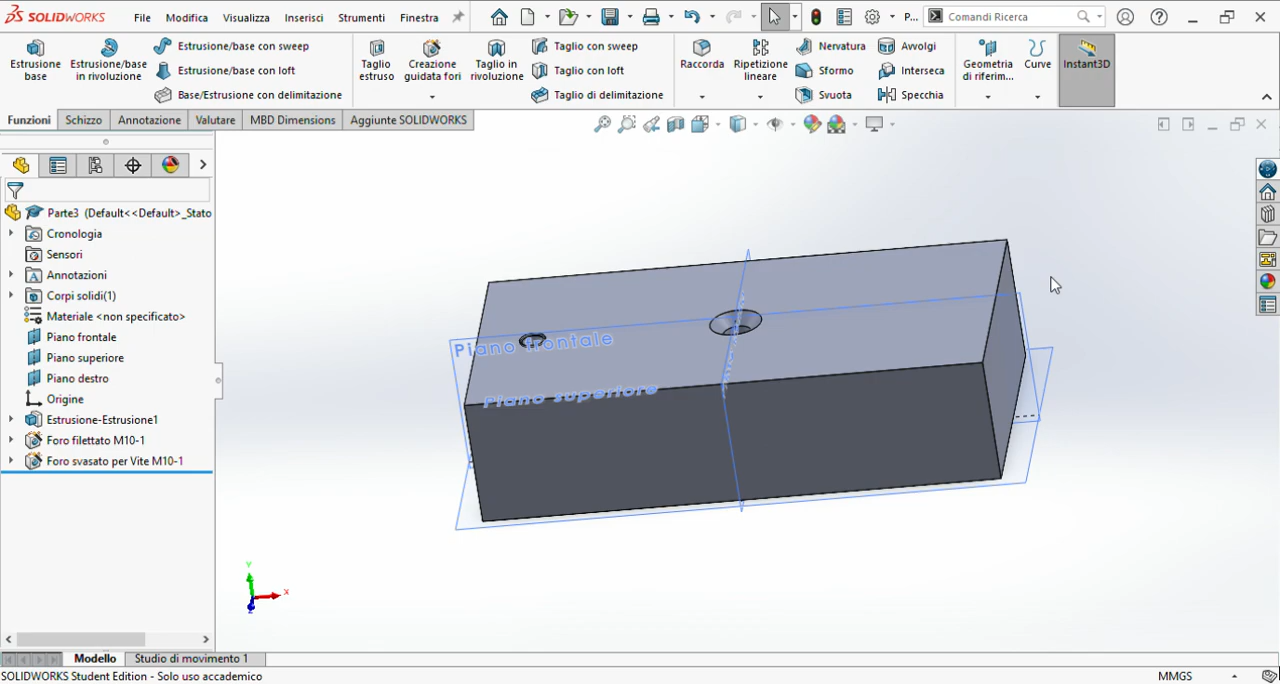 SOLIDWORKS File Modifica Visualizza Inserisci Strumenti Finestra P... Comandi Ricerca
Estrusione base
Estrusione/base in rivoluzione
Estrusione/base con sweep
Estrusione/base con loft
Base/Estrusione con delimitazione
Taglio estruso
Creazione guidata fori
Taglio in rivoluzione
Taglio con sweep
Taglio con loft
Taglio di delimitazione
Raccorda
Ripetizione lineare
Nervatura
Sformo
Svuota
Avvolgi
Interseca
Specchia
Geometria di riferim...
Curve
Instant3D
Funzioni Schizzo Annotazione Valutare MBD Dimensions Aggiunte SOLIDWORKS
Parte3 (Default<<Default>_Stato
Cronologia
Sensori
Annotazioni
Corpi solidi(1)
Materiale <non specificato>
Piano frontale
Piano superiore
Piano destro
Origine
Estrusione-Estrusione1
Foro filettato M10-1
Foro svasato per Vite M10-1
Piano frontale
Piano superiore
Y
X
Z
Modello Studio di movimento 1
SOLIDWORKS Student Edition - Solo uso accademico MMGS